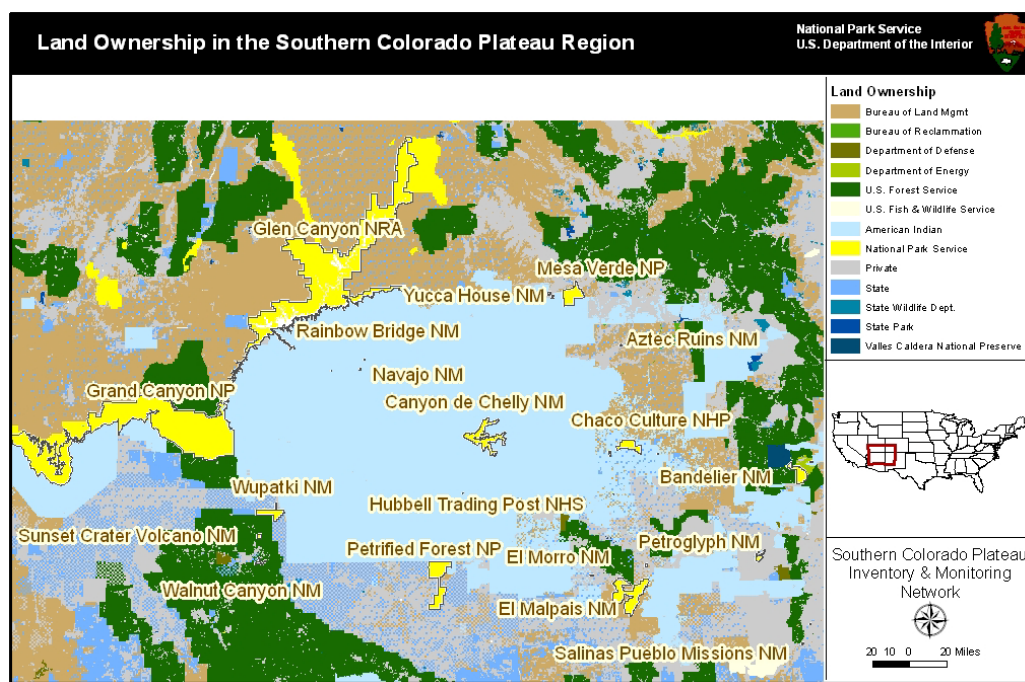 Land Ownership in the Southern Colorado Plateau Region
National Park Service
U.S. Department of the Interior
Land Ownership
Bureau of Land Mgmt
Bureau of Reclammation
Department of Defense
Department of Energy
U.S. Forest Service
U.S. Fish & Wildlife Service
American Indian
National Park Service
Private
State
State Wildlife Dept.
State Park
Valles Caldera National Preserve
Glen Canyon NRA
Mesa Verde NP
Yucca House NM
Rainbow Bridge NM
Aztec Ruins NM
Navajo NM
Grand Canyon NP
Canyon de Chelly NM
Chaco Culture NHP
Bandelier NM
Wupatki NM
Hubbell Trading Post NHS
Sunset Crater Volcano NM
Petroglyph NM
Petrified Forest NP
El Morro NM
Walnut Canyon NM
El Malpais NM
Salinas Pueblo Missions NM
Southern Colorado Plateau
Inventory & Monitoring
Network
20 10 0 20 Miles